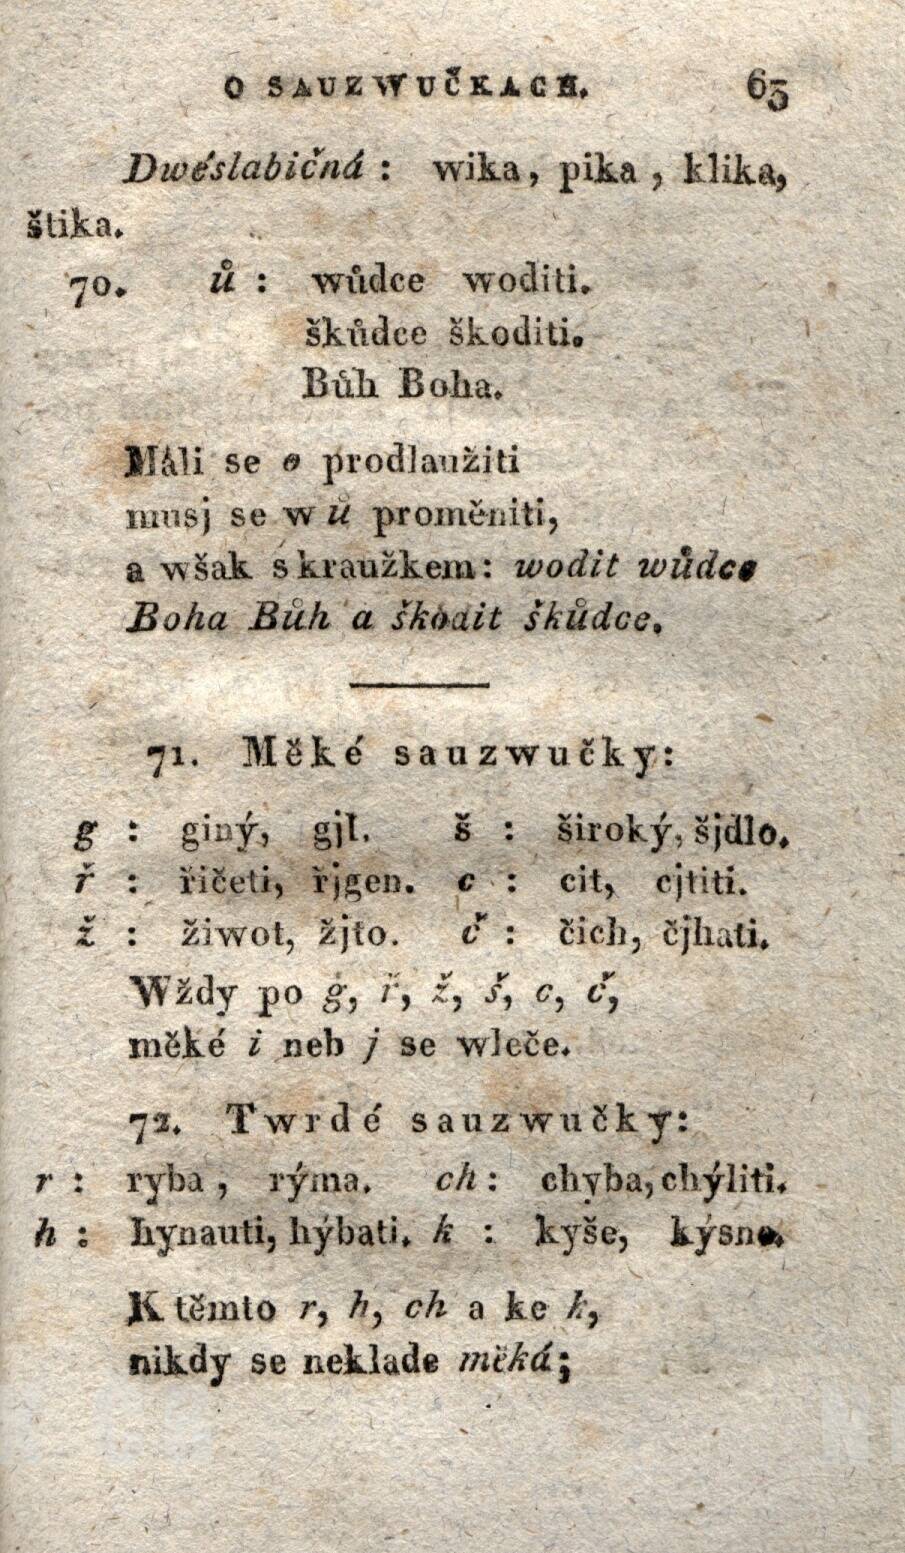 O SAUZWUČKACH. 65
Dwéslabičná : wika, pika, klika,
štika.
70. ů : wůdce woditi.
škůdce škoditi.
Bůh Boha.
Máli se o prodlaužiti
musj se w ů proměniti,
a wšak s kraužkem: wodit wůdce
Boha Bůh a škodit škůdce.
71. Měké sauzwučky:
g : giný, gjl. š : široký, šjdlo.
ř : řičeti, řjgen. c : cit, cjtiti.
ž : žiwot, žjto. č : čich, čjhati.
Wždy po g, ř, ž, š, c, č,
měké i neb j se wleče.
72. Twrdé sauzwučky:
r : ryba, rýma. ch : chyba, chýliti.
h : hynauti, hýbati. k : kyše, kýsne.
K těmto r, h, ch a ke k,
nikdy se neklade měká;